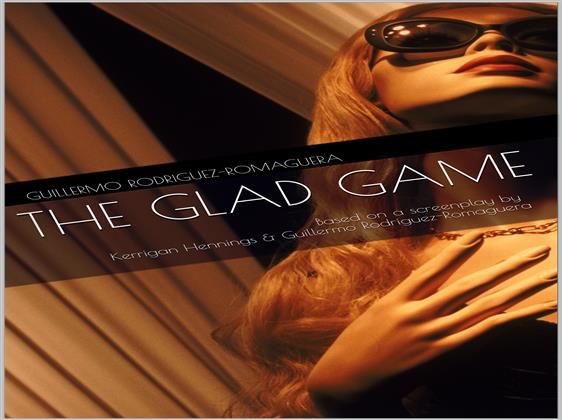 GUILLERMO RODRIGUEZ-ROMAGUERA
THE GLAD GAME
Based on a screenplay by
Kerrigan Hennings & Guillermo Rodriguez-Romaguera